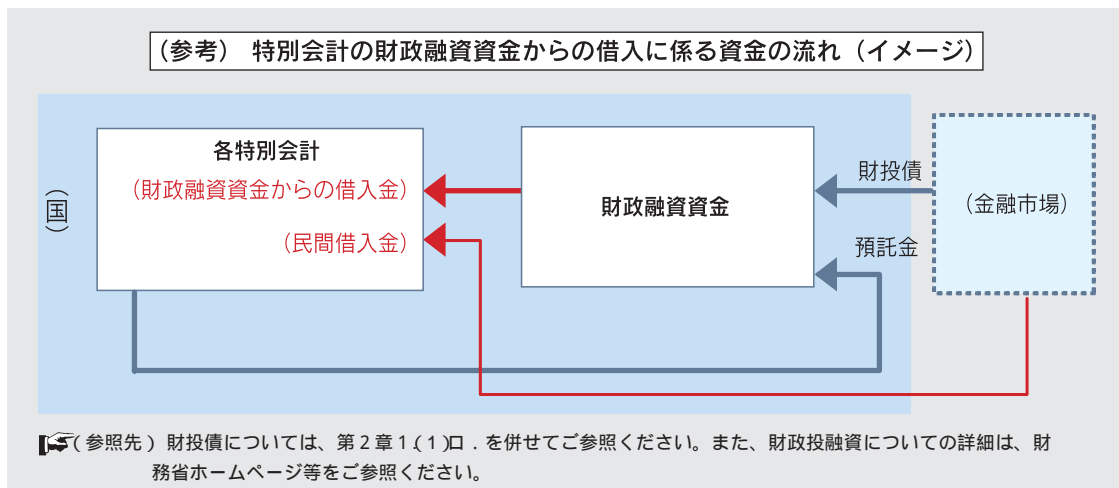 （参考） 特別会計の財政融資資金からの借入に係る資金の流れ（イメージ）
各特別会計
（財政融資資金からの借入金）
（民間借入金）
（国）
財政融資資金
財投債
預託金
（金融市場）
（参照先）財投債については、第２章１(１)ロ．を併せてご参照ください。また、財政投融資についての詳細は、財
務省ホームページ等をご参照ください。